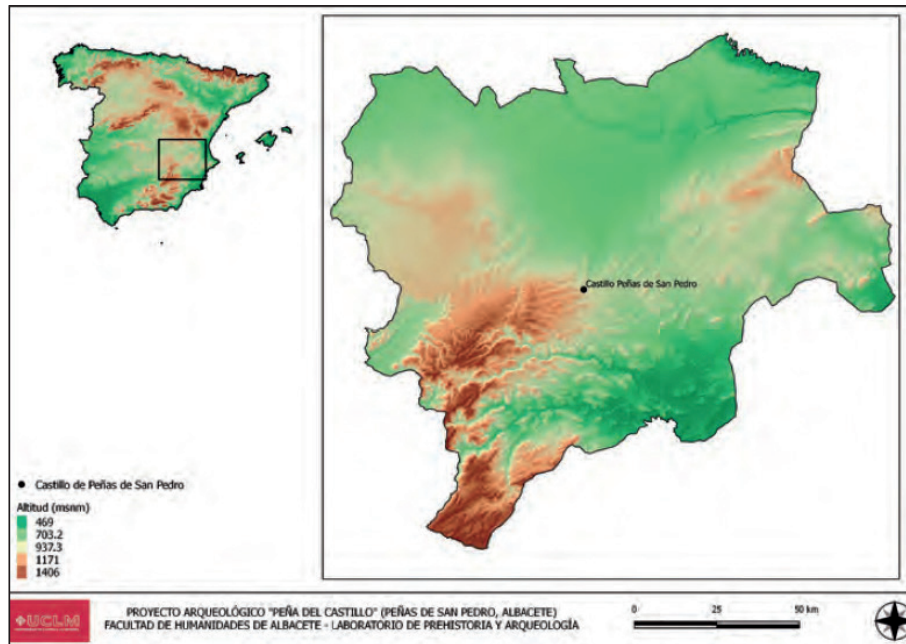 Castillo Peñas de San Pedro
Castillo de Peñas de San Pedro
Altitud (msnm)
469
703.2
937.3
1171
1406
UCLM
PROYECTO ARQUEOLÓGICO "PEÑA DEL CASTILLO" (PEÑAS DE SAN PEDRO, ALBACETE)
FACULTAD DE HUMANIDADES DE ALBACETE - LABORATORIO DE PREHISTORIA Y ARQUEOLOGÍA
0 25 50 km